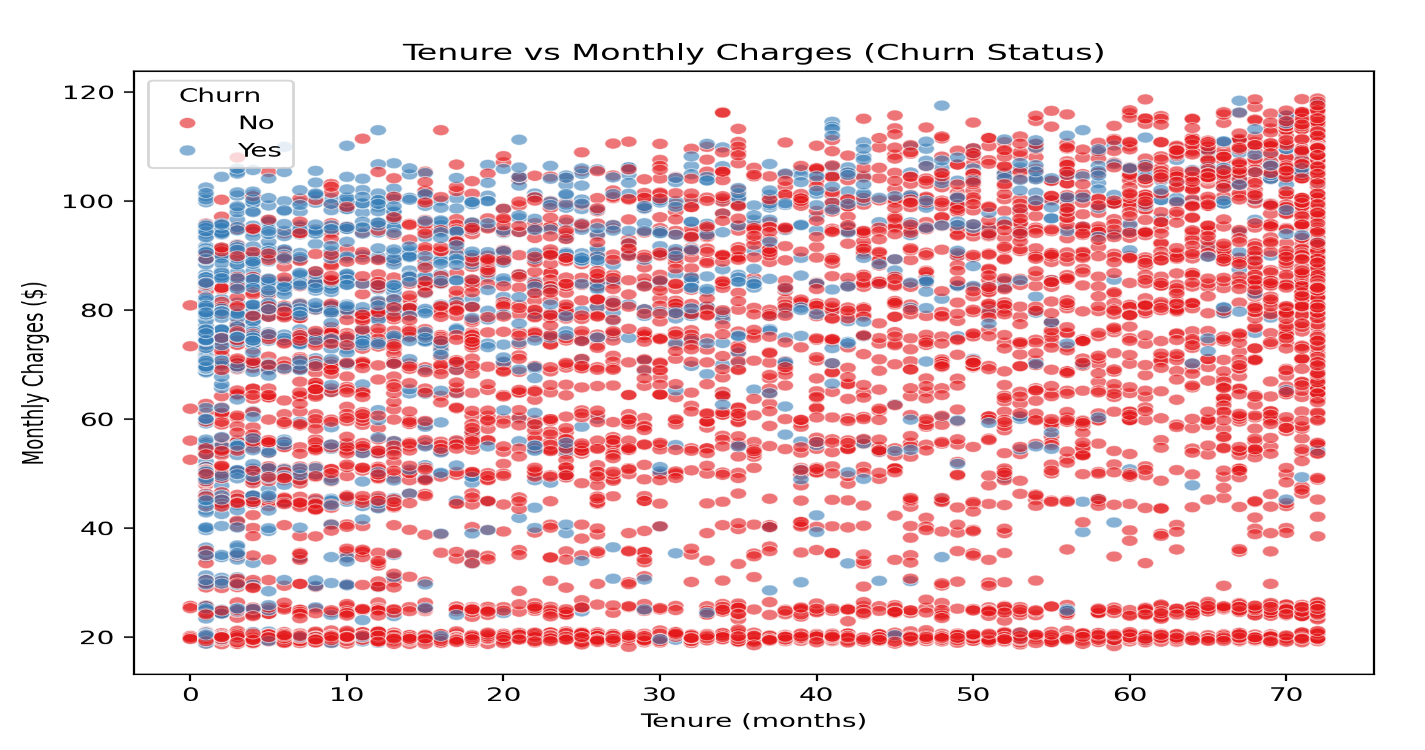 Tenure vs Monthly Charges (Churn Status)
Churn
No
Yes
Monthly Charges ($)
120
100
80
60
40
20
0 10 20 30 40 50 60 70
Tenure (months)